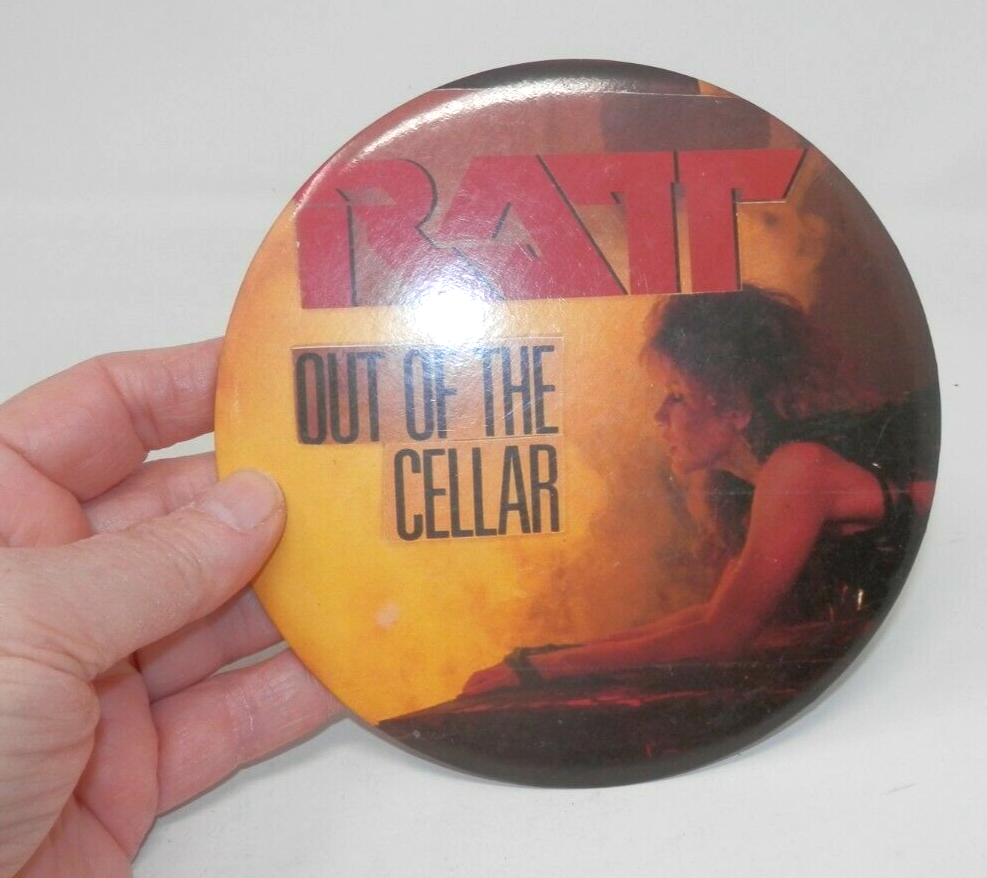 RATT
OUT OF THE
CELLAR